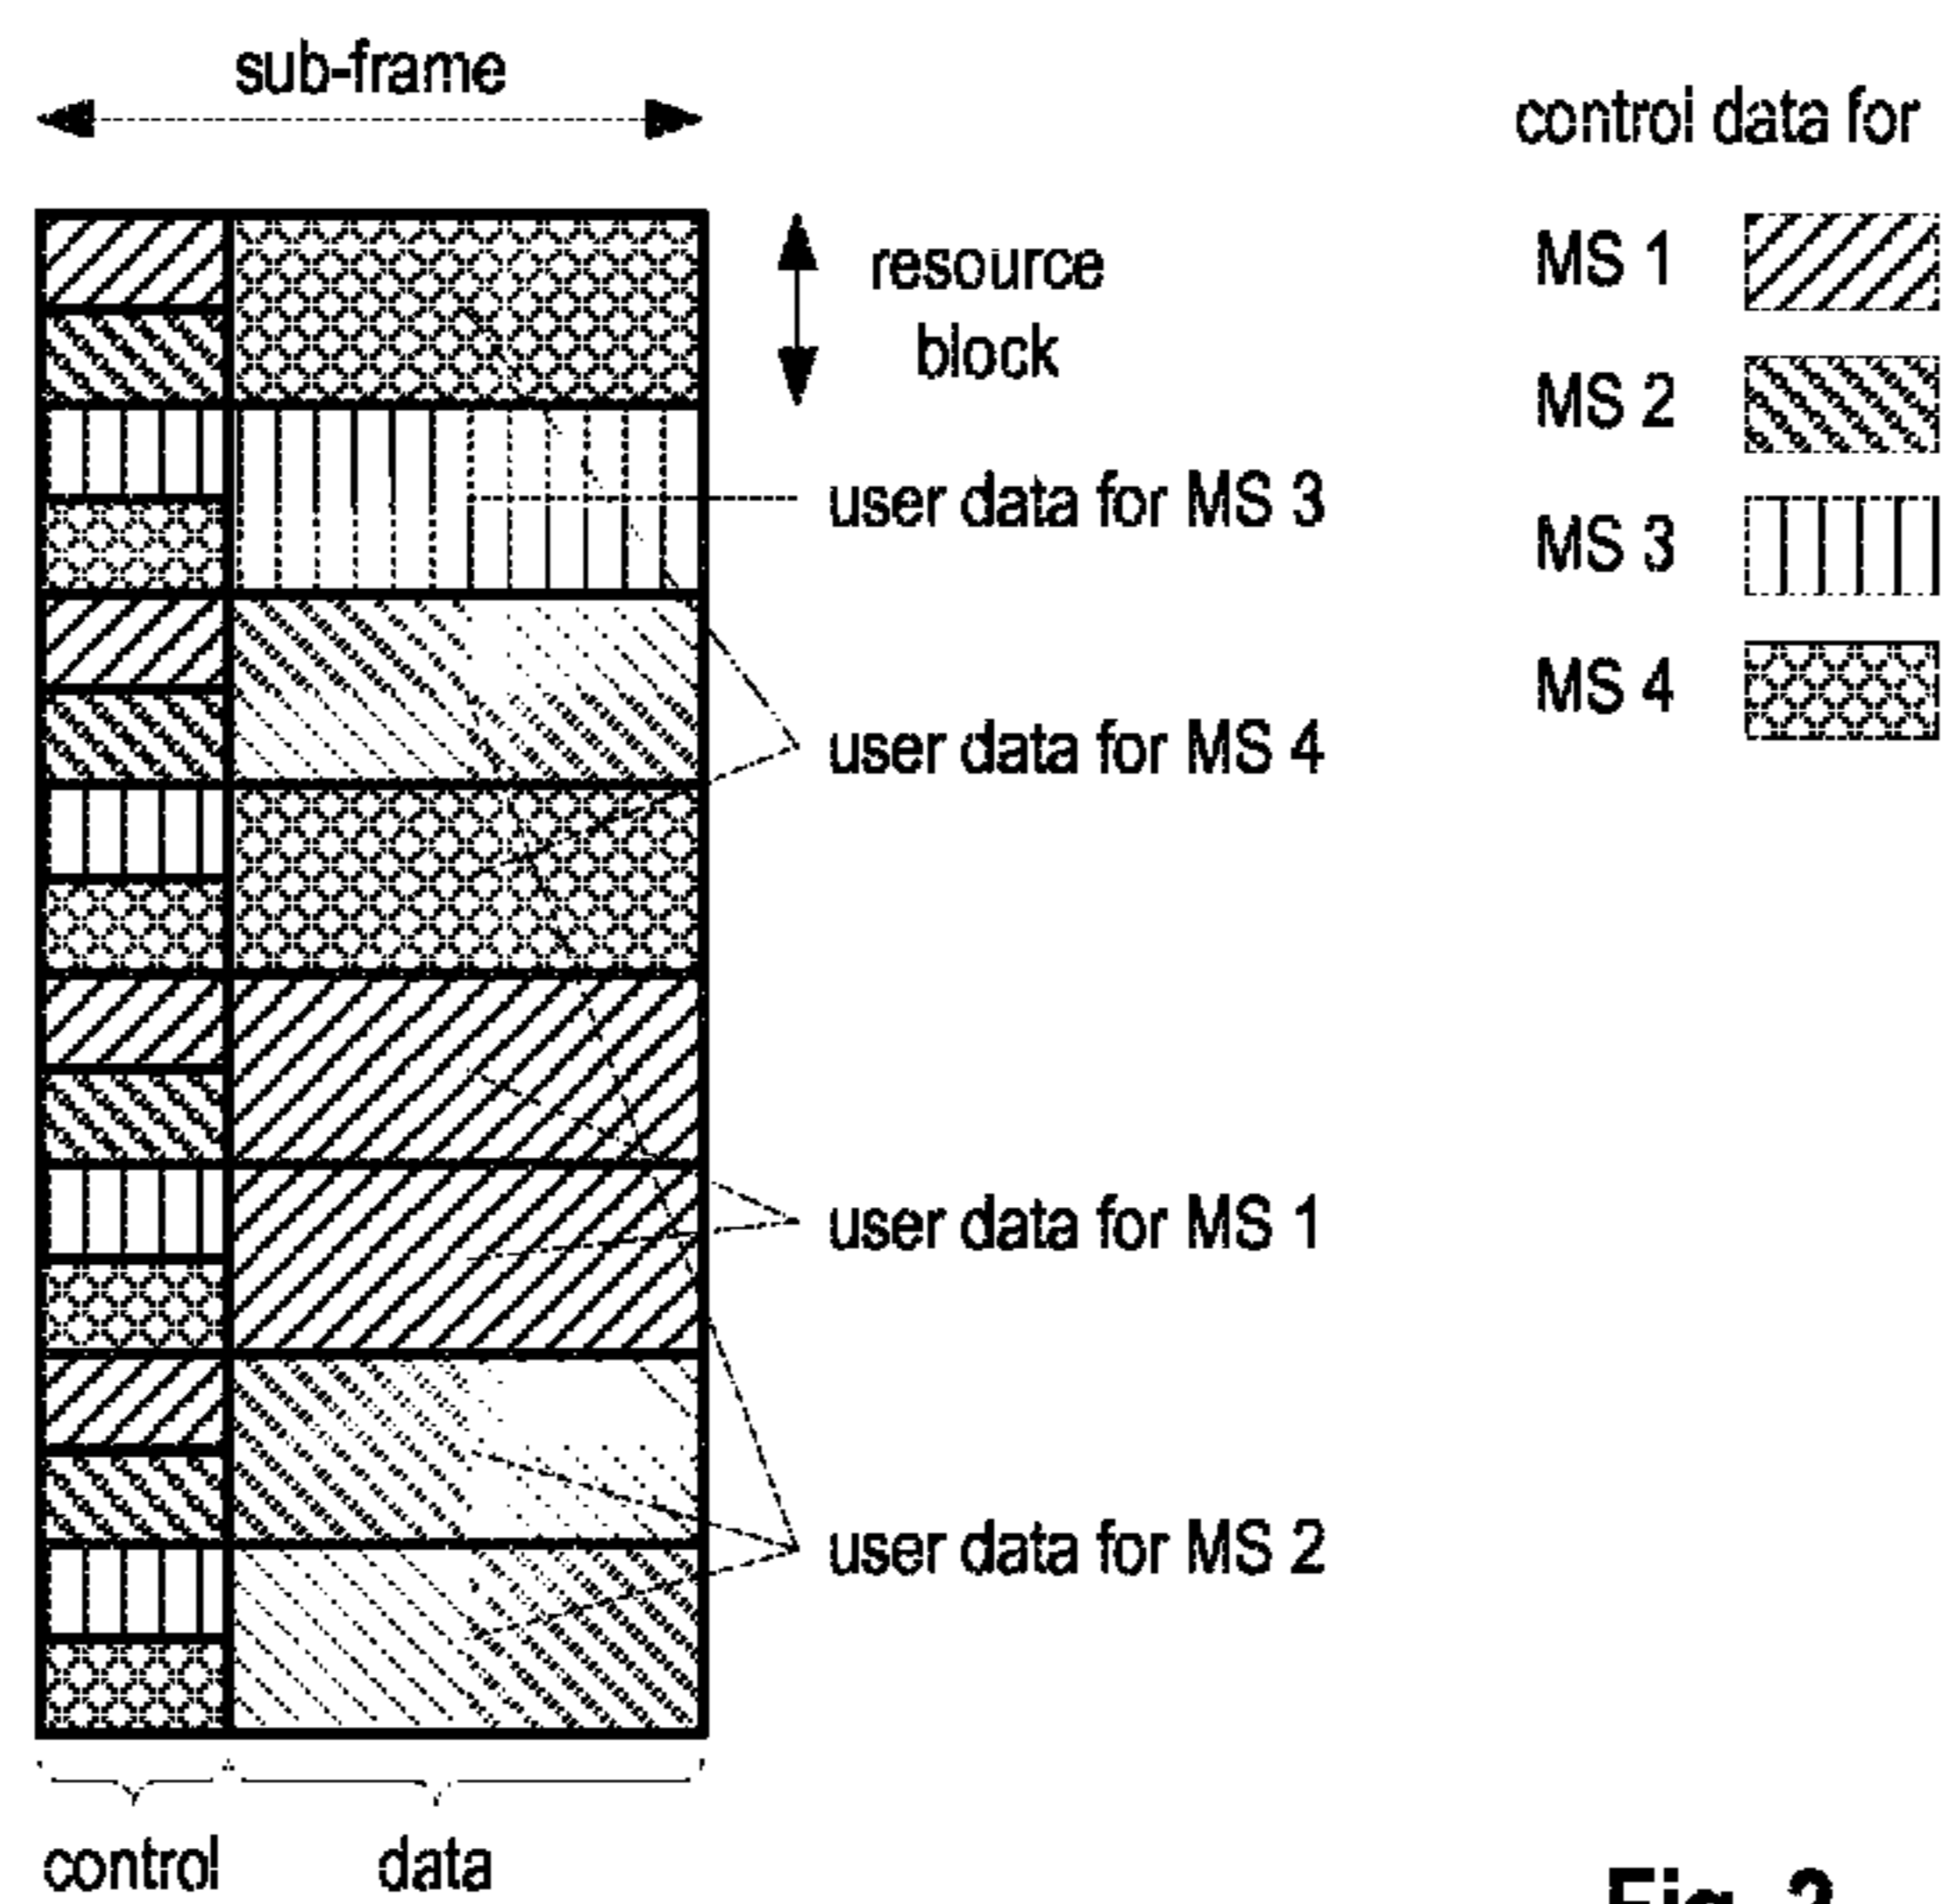 sub-frame
resource
block
user data for MS 3
user data for MS 4
user data for MS 1
user data for MS 2
control
data
control data for
MS 1
MS 2
MS 3
MS 4